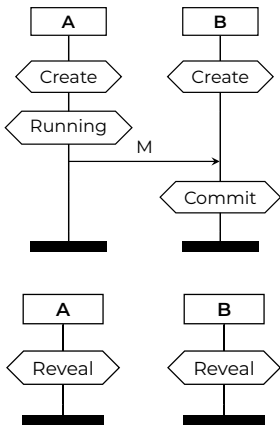 A B
Create Create
Running
M
Commit
A B
Reveal Reveal